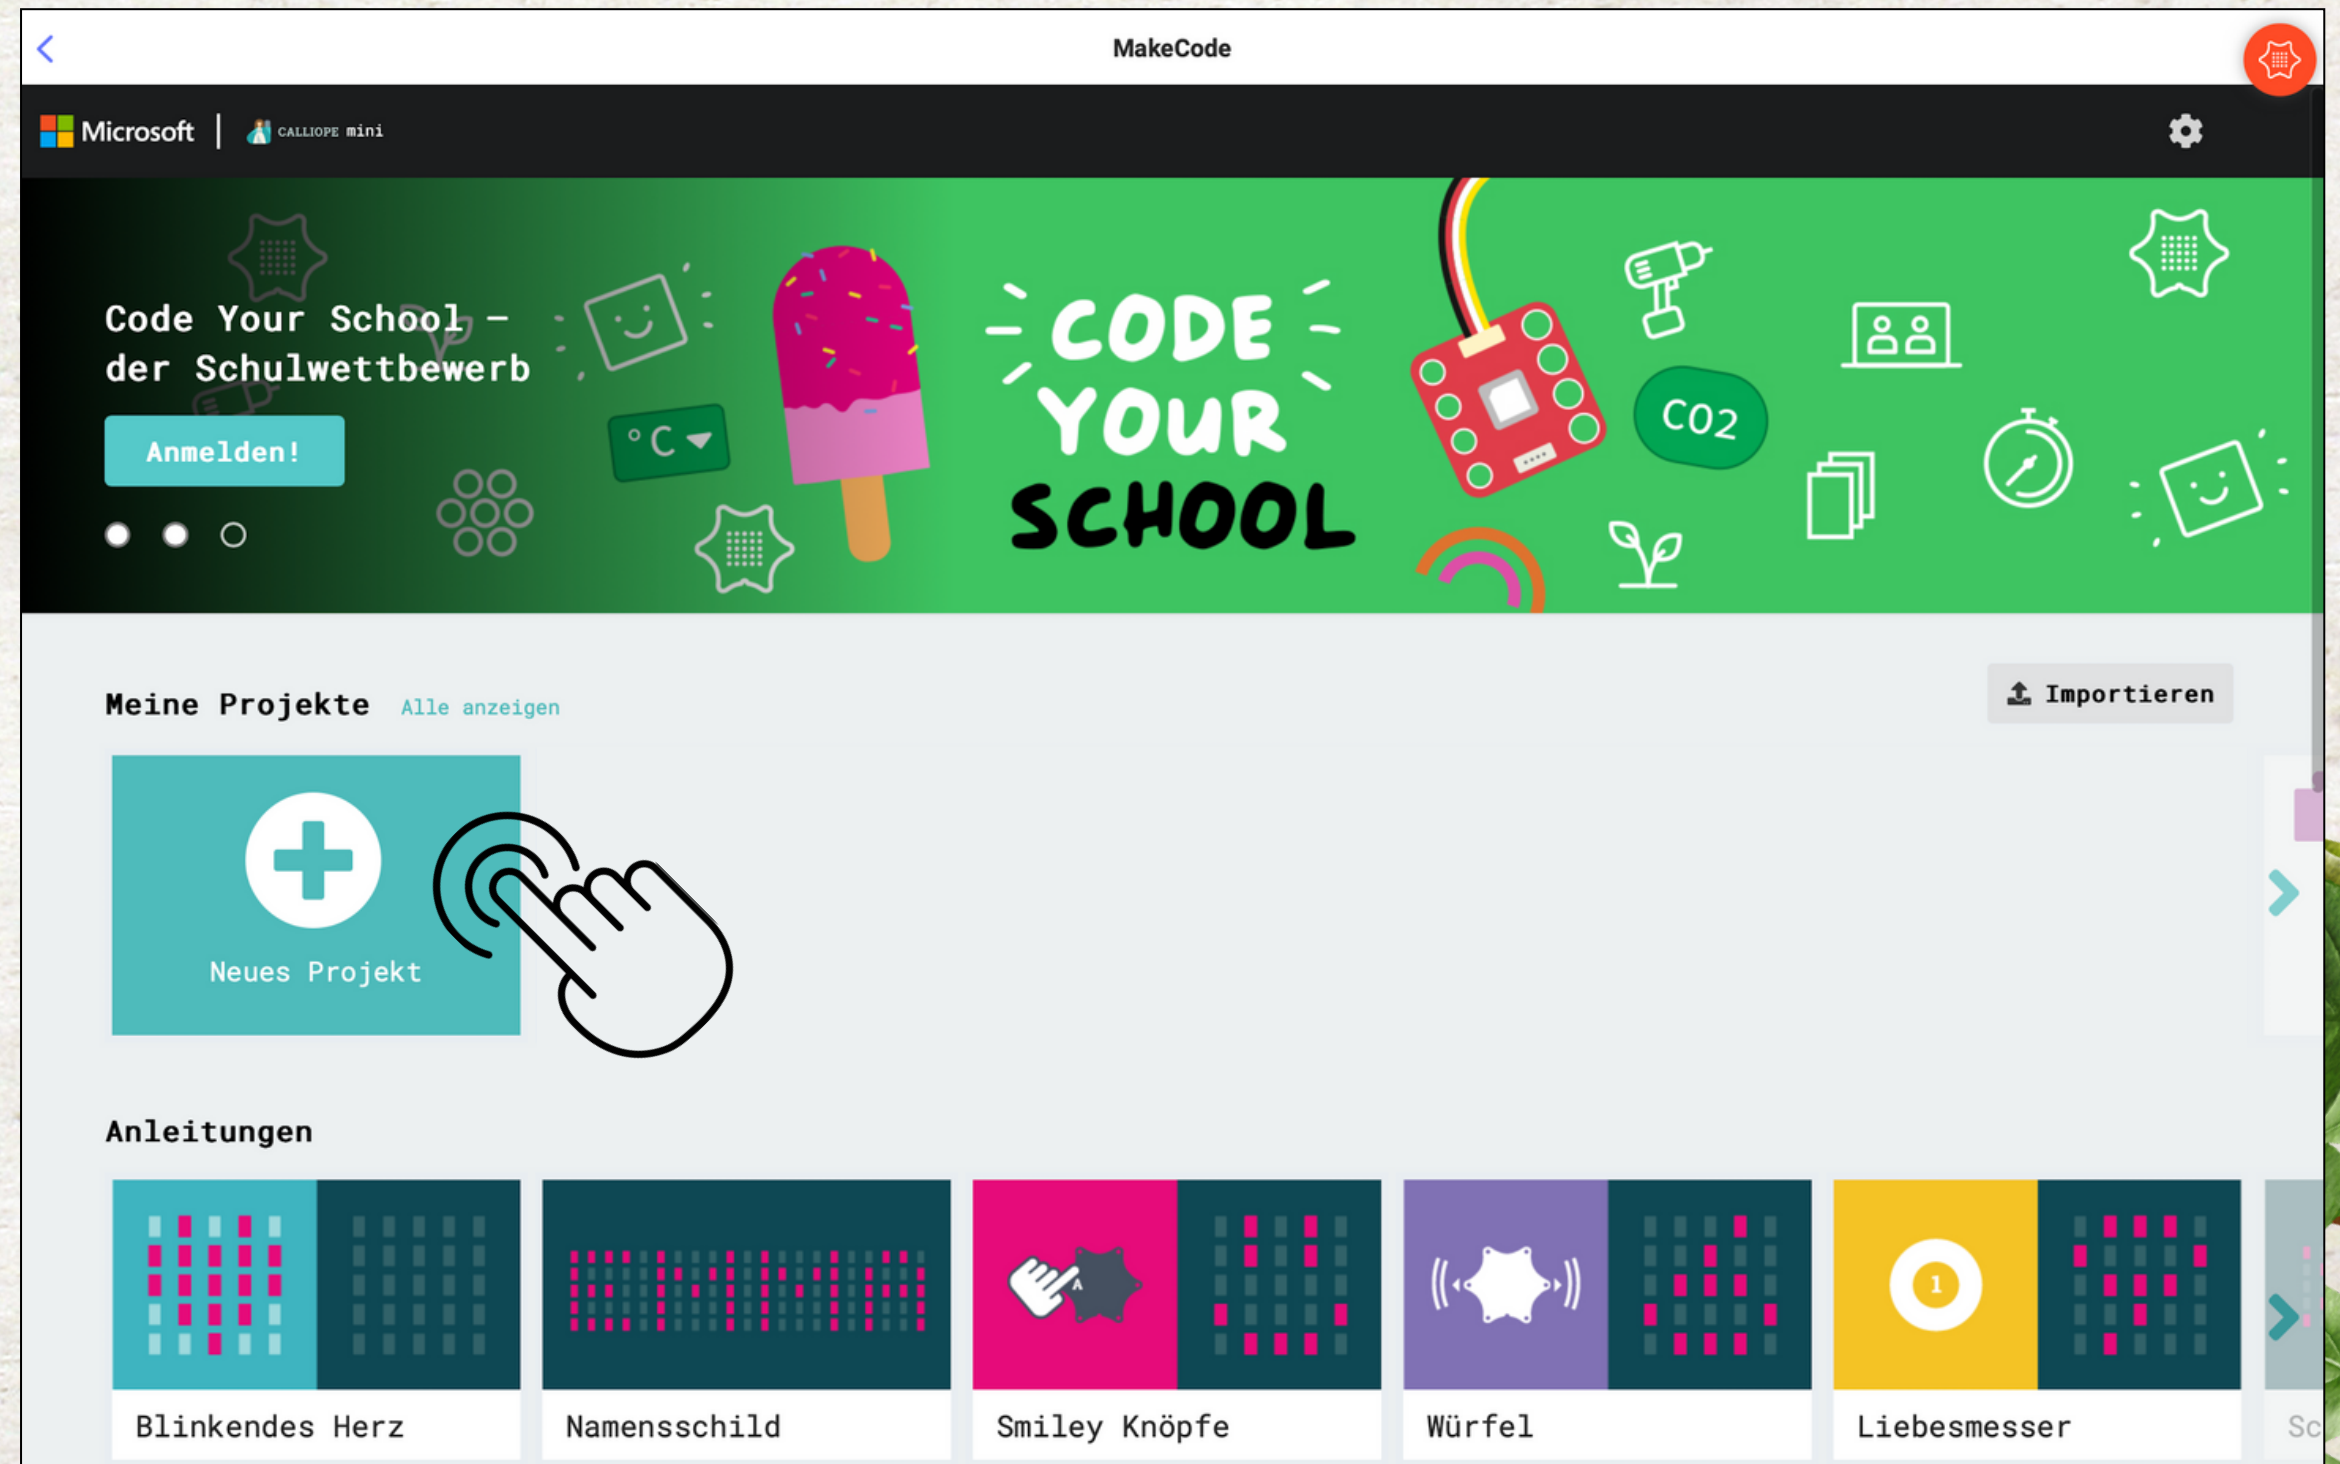 MakeCode
Microsoft
CALLIOPE mini
Code Your School –
der Schulwettbewerb
Anmelden!
°C
CODE
YOUR
SCHOOL
CO2
Meine Projekte Alle anzeigen
Importieren
Neues Projekt
Anleitungen
A
1
Blinkendes Herz
Namensschild
Smiley Knöpfe
Würfel
Liebesmesser
Sc